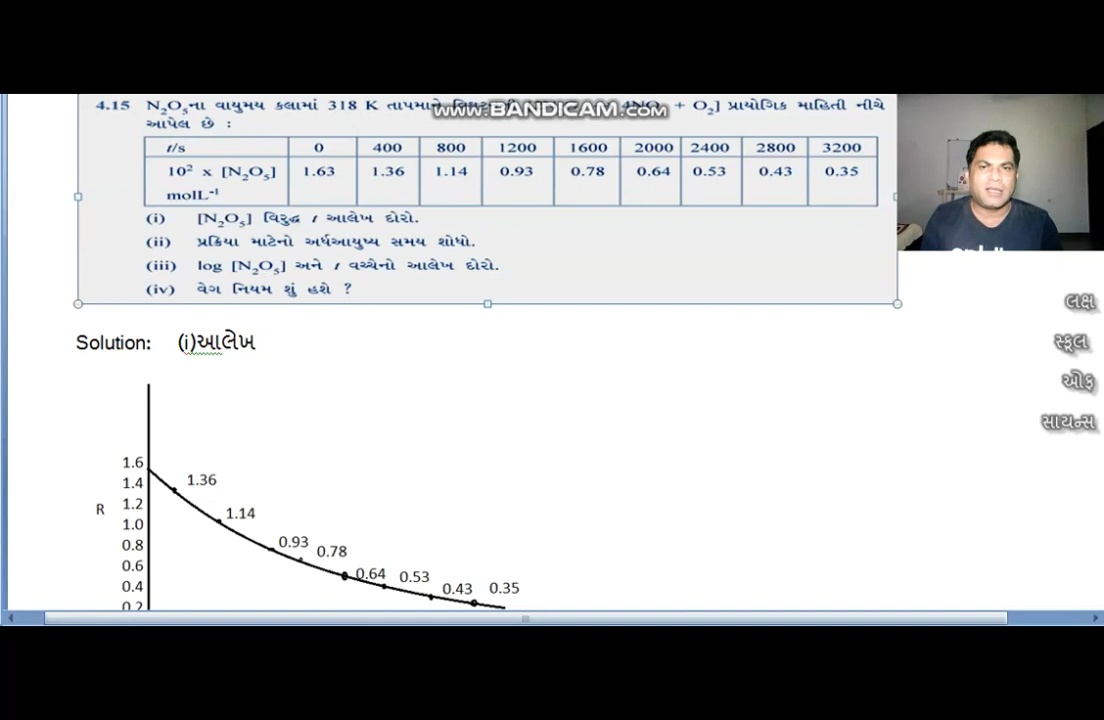 www.BANDICAM.com
4.15 N₂O₅ના વાયુમય કલામાં 318 K તાપમાને + O₂] પ્રાયોગિક માહિતી નીચે
આપેલ છે :
t/s 0 400 800 1200 1600 2000 2400 2800 3200
10² x [N₂O₅] 1.63 1.36 1.14 0.93 0.78 0.64 0.53 0.43 0.35
molL⁻¹
(i) [N₂O₅] વિરુદ્ધ t આલેખ દોરો.
(ii) પ્રક્રિયા માટેનો અર્ધઆયુષ્ય સમય શોધો.
(iii) log [N₂O₅] અને t વચ્ચેનો આલેખ દોરો.
(iv) વેગ નિયમ શું હશે ?
લક્ષ
સ્કૂલ
ઓફ
સાયન્સ
Solution: (i)આલેખ
1.6
1.4 1.36
R 1.2 1.14
1.0
0.8 0.93 0.78
0.6 0.64 0.53
0.4 0.43 0.35
0.2